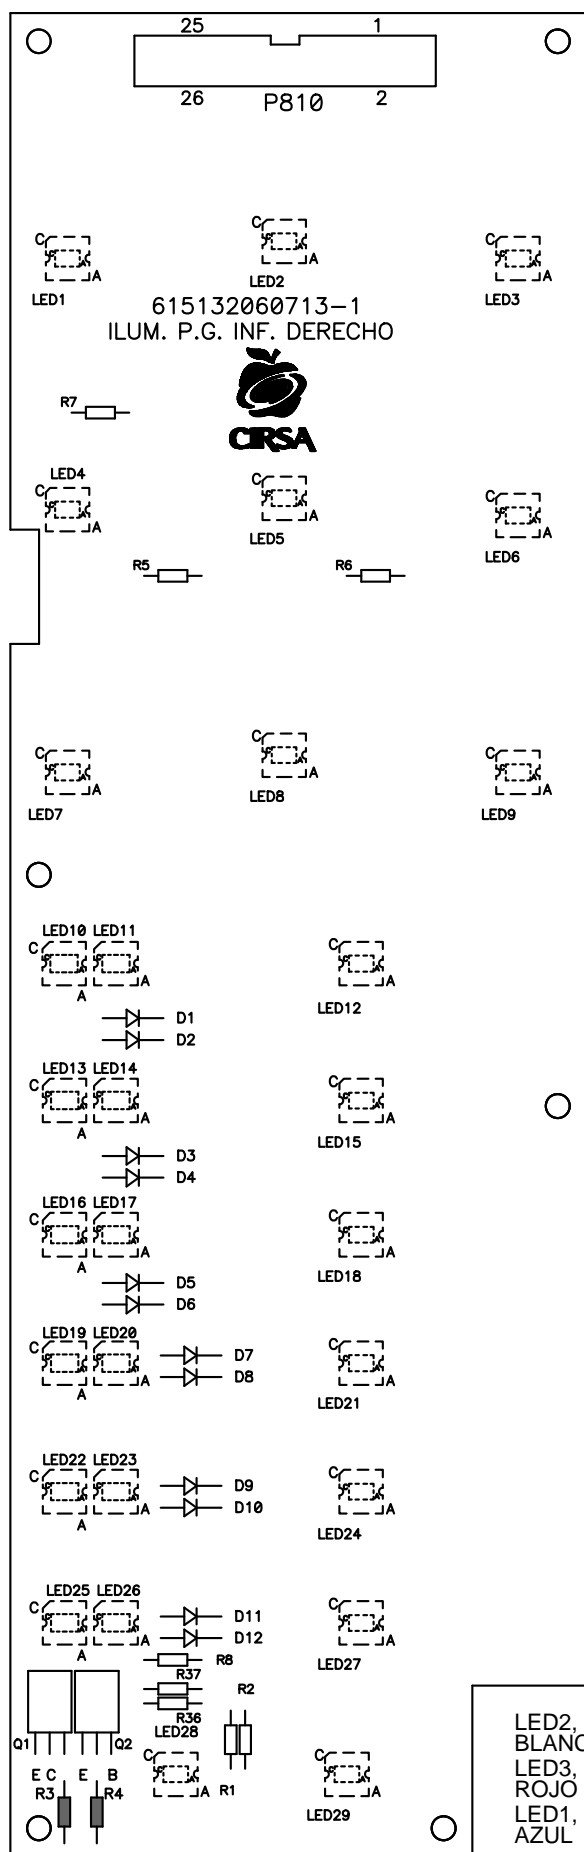 25 1
26 2
P810
C C C
A A A
LED1 LED2 LED3
615132060713-1
ILUM. P.G. INF. DERECHO
R7
CIRSA
LED4
C C C
A A A
LED5 LED6
R5 R6
C C C
A A A
LED7 LED8 LED9
LED10 LED11
C C
A A A
LED12
D1
D2
LED13 LED14
C C
A A A
LED15
D3
D4
LED16 LED17
C C
A A A
LED18
D5
D6
LED19 LED20
C C
D7
D8
A A A
LED21
LED22 LED23
C C
D9
D10
A A A
LED24
LED25 LED26
C C
D11
D12
A A A
LED27
R8
R37
R36
R2
LED28
Q1 Q2
E C E B
R3 R4
C C
A A
R1
LED29
LED2,
BLANC
LED3,
ROJO
LED1,
AZUL